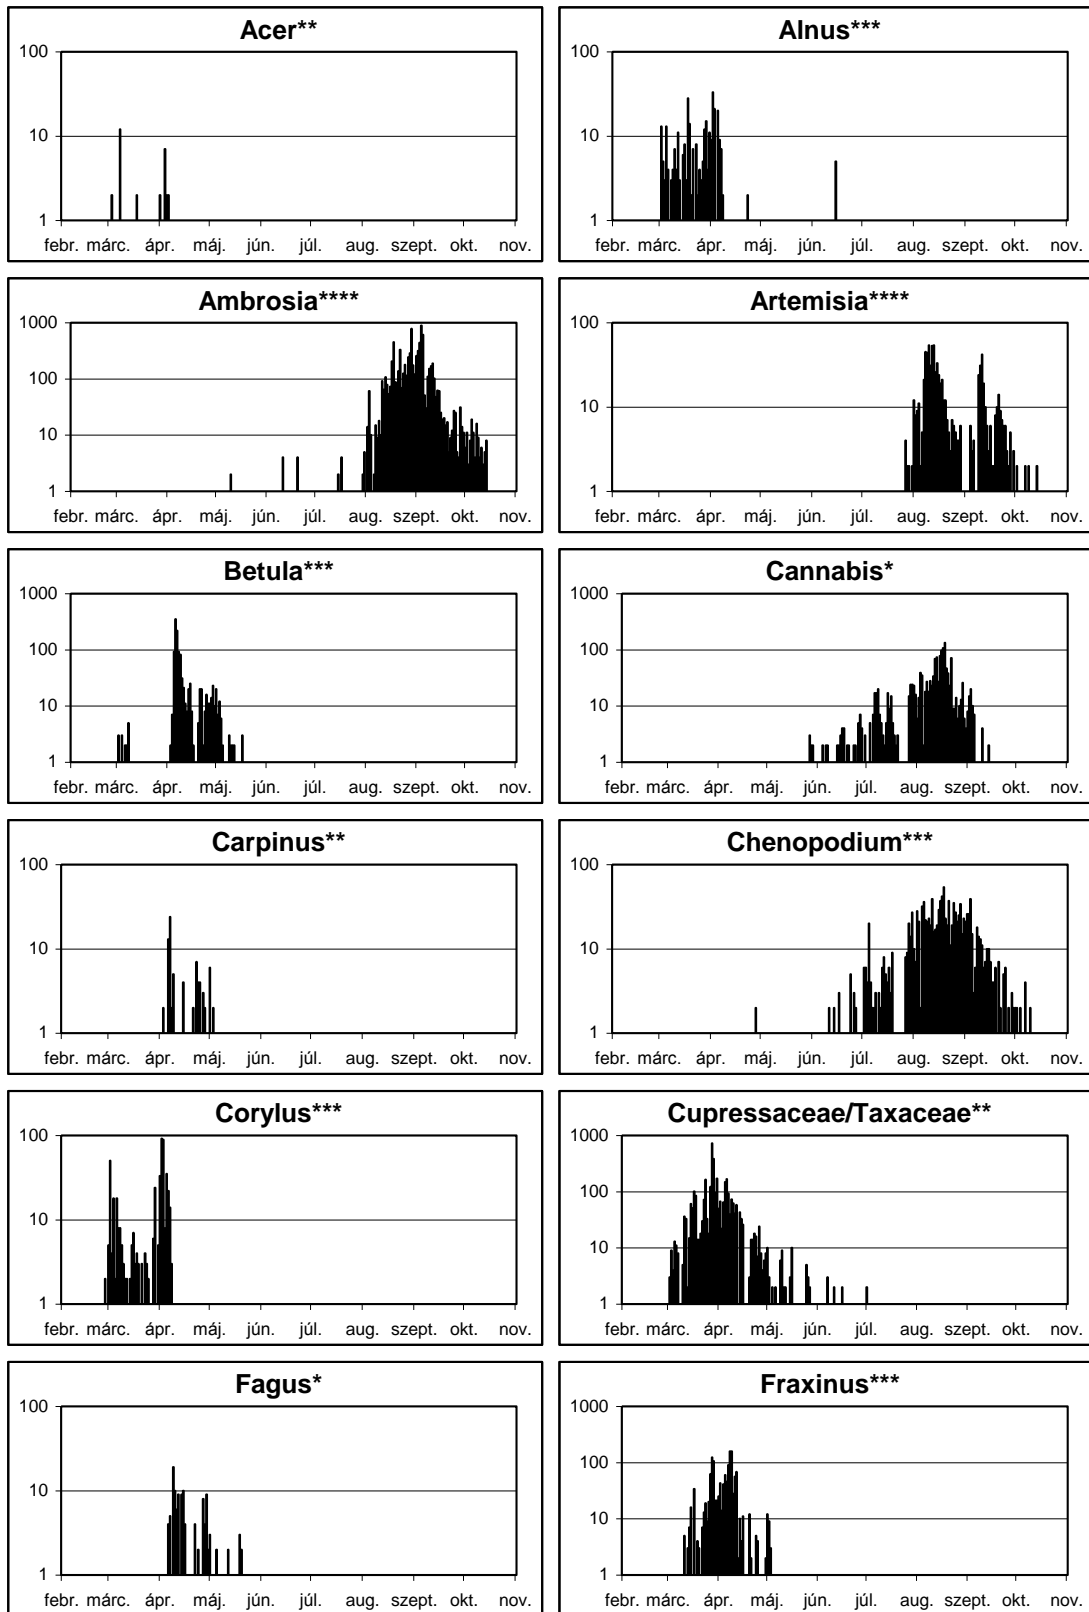 Acer**
100
10
1
febr. márc. ápr. máj. jún. júl. aug. szept. okt. nov.
Alnus***
100
10
1
febr. márc. ápr. máj. jún. júl. aug. szept. okt. nov.
Ambrosia****
1000
100
10
1
febr. márc. ápr. máj. jún. júl. aug. szept. okt. nov.
Artemisia****
100
10
1
febr. márc. ápr. máj. jún. júl. aug. szept. okt. nov.
Betula***
1000
100
10
1
febr. márc. ápr. máj. jún. júl. aug. szept. okt. nov.
Cannabis*
1000
100
10
1
febr. márc. ápr. máj. jún. júl. aug. szept. okt. nov.
Carpinus**
100
10
1
febr. márc. ápr. máj. jún. júl. aug. szept. okt. nov.
Chenopodium***
100
10
1
febr. márc. ápr. máj. jún. júl. aug. szept. okt. nov.
Corylus***
100
10
1
febr. márc. ápr. máj. jún. júl. aug. szept. okt. nov.
Cupressaceae/Taxaceae**
1000
100
10
1
febr. márc. ápr. máj. jún. júl. aug. szept. okt. nov.
Fagus*
100
10
1
febr. márc. ápr. máj. jún. júl. aug. szept. okt. nov.
Fraxinus***
1000
100
10
1
febr. márc. ápr. máj. jún. júl. aug. szept. okt. nov.